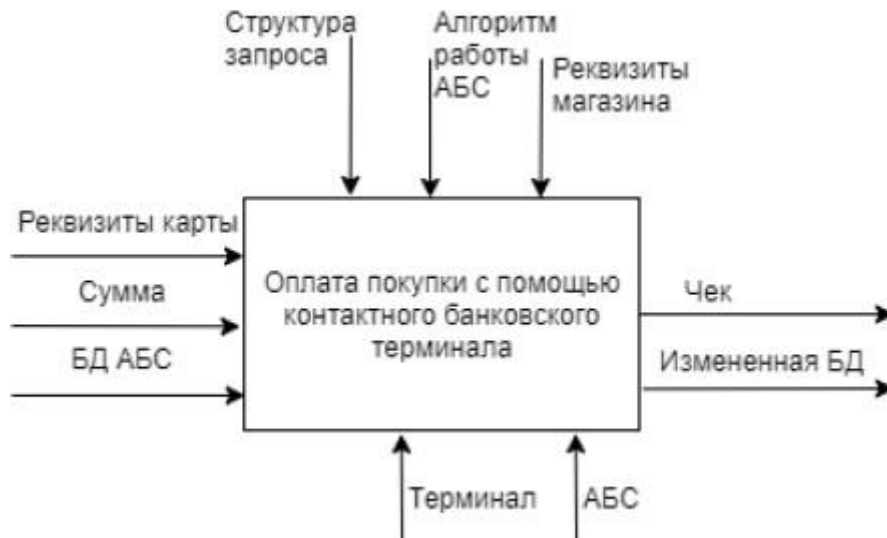 Структура
запроса
Алгоритм
работы
АБС
Реквизиты
магазина
Реквизиты карты
Сумма
БД АБС
Оплата покупки с помощью
контактного банковского
терминала
Чек
Измененная БД
Терминал
АБС